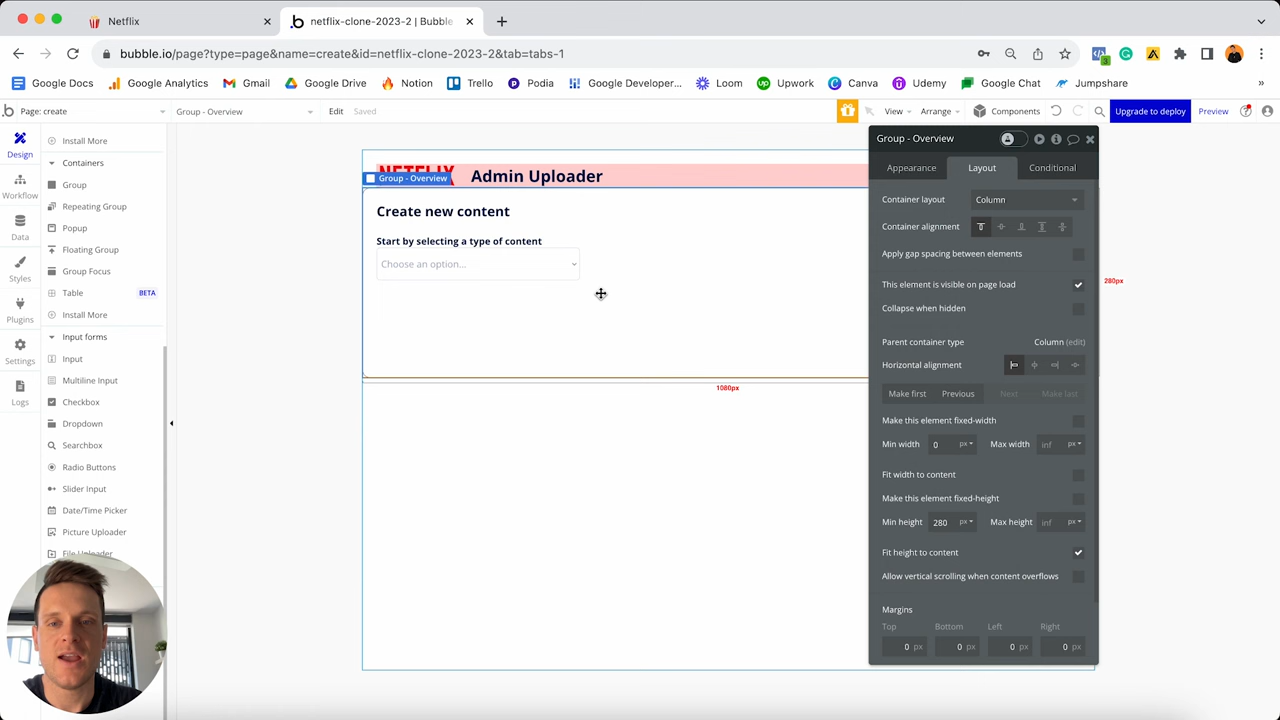 Netflix
netflix-clone-2023-2 | Bubble
bubble.io/page?type=page&name=create&id=netflix-clone-2023-2&tab=tabs-1
3
Google Docs
Google Analytics
Gmail
Google Drive
Notion
Trello
Podia
Google Developer...
Loom
Upwork
Canva
Udemy
Google Chat
Jumpshare
»
Page: create
Group - Overview
Edit
Saved
View
Arrange
Components
Upgrade to deploy
Preview
Design
Workflow
Data
Styles
Plugins
Settings
Logs
Install More
Containers
Group
Repeating Group
Popup
Floating Group
Group Focus
Table BETA
Install More
Input forms
Input
Multiline Input
Checkbox
Dropdown
Searchbox
Radio Buttons
Slider Input
Date/Time Picker
Picture Uploader
File Uploader
NETFLIX Admin Uploader
Group - Overview
Create new content
Start by selecting a type of content
Choose an option...
1080px
280px
Group - Overview
Appearance
Layout
Conditional
Container layout Column
Container alignment
Apply gap spacing between elements
This element is visible on page load
Collapse when hidden
Parent container type Column (edit)
Horizontal alignment
Make first Previous Next Make last
Make this element fixed-width
Min width 0 px Max width inf px
Fit width to content
Make this element fixed-height
Min height 280 px Max height inf px
Fit height to content
Allow vertical scrolling when content overflows
Margins
Top Bottom Left Right
0 px 0 px 0 px 0 px